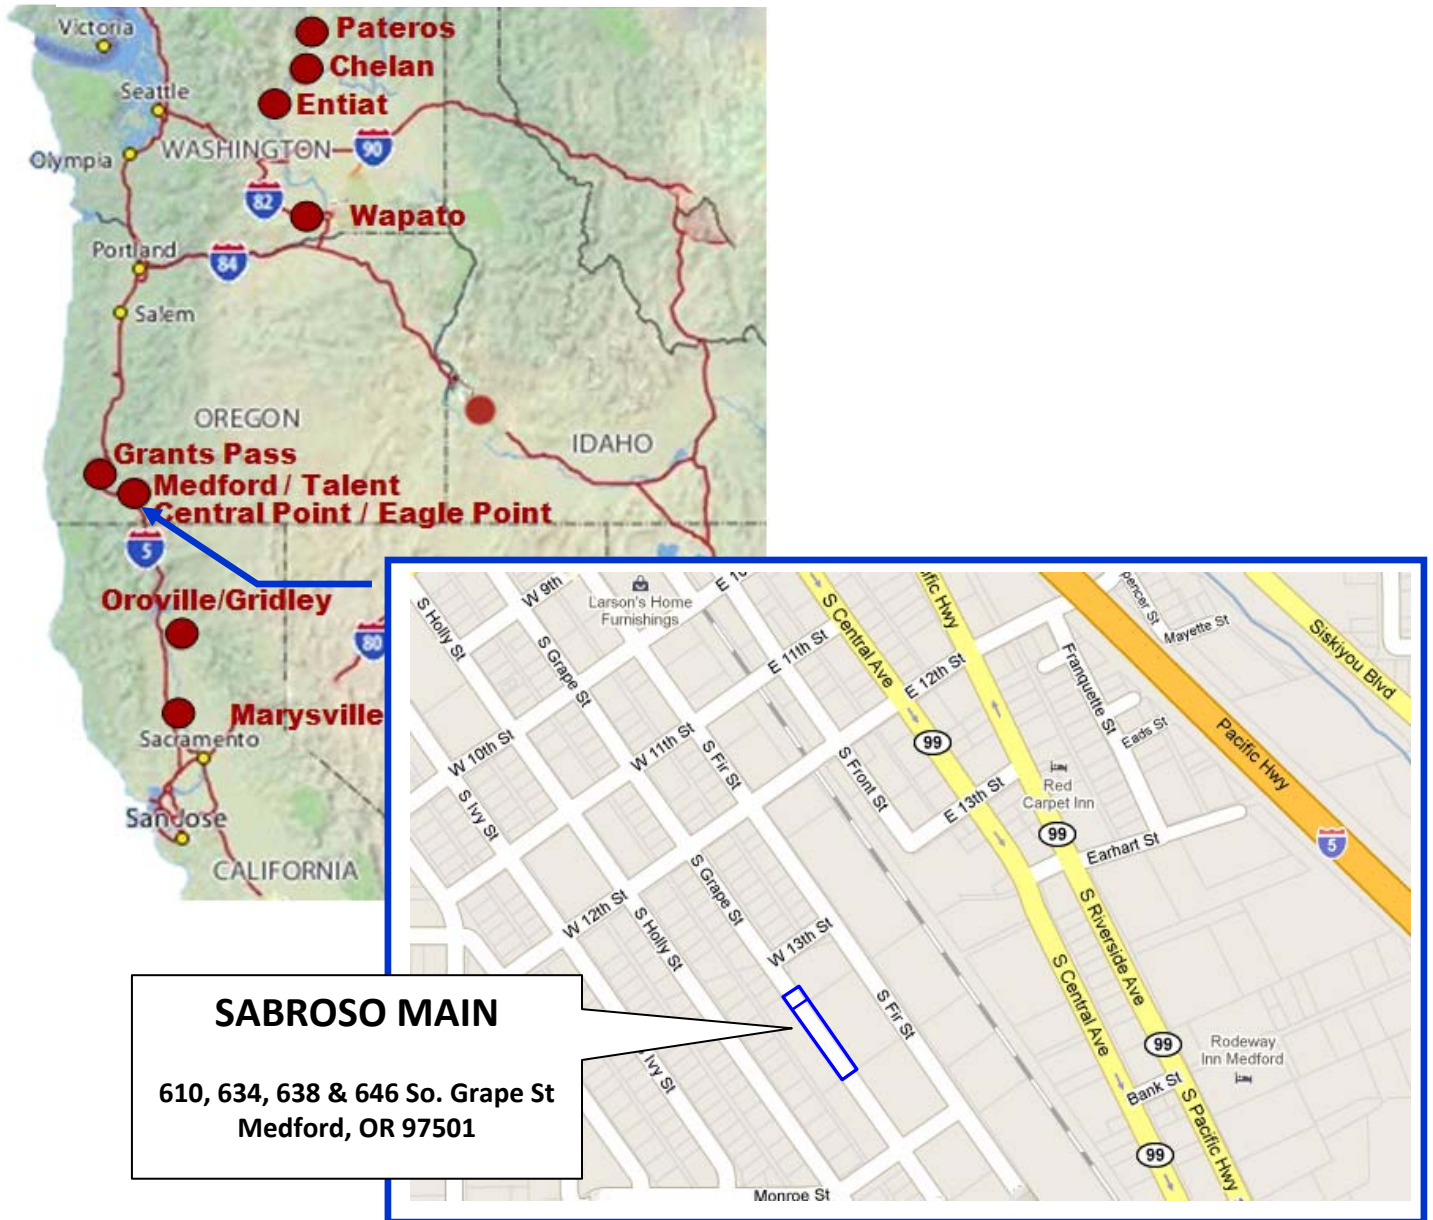 Victoria
Pateros
Chelan
Seattle
Entiat
Olympia
WASHINGTON
90
82
Wapato
Portland
84
Salem
OREGON
IDAHO
Grants Pass
Medford / Talent
Central Point / Eagle Point
5
Oroville/Gridley
80
Marysville
Sacramento
San Jose
CALIFORNIA
S Holly St
W 9th
Larson's Home
Furnishings
S Central Ave
Mayette St
Siskiyou Blvd
S Grape St
E 11th St
E 12th St
Franquette St
Eads St
Pacific Hwy
W 10th St
W 11th St
S Fir St
S Front St
99
S Ivy St
E 13th St
Red
Carpet Inn
99
Earhart St
5
S Grape St
W 12th St
S Holly St
W 13th St
S Riverside Ave
S Central Ave
S Fir St
99
Rodeway
Inn Medford
Ivy St
Bank St
S Pacific Hwy
99
Monroe St
SABROSO MAIN
610, 634, 638 & 646 So. Grape St
Medford, OR 97501